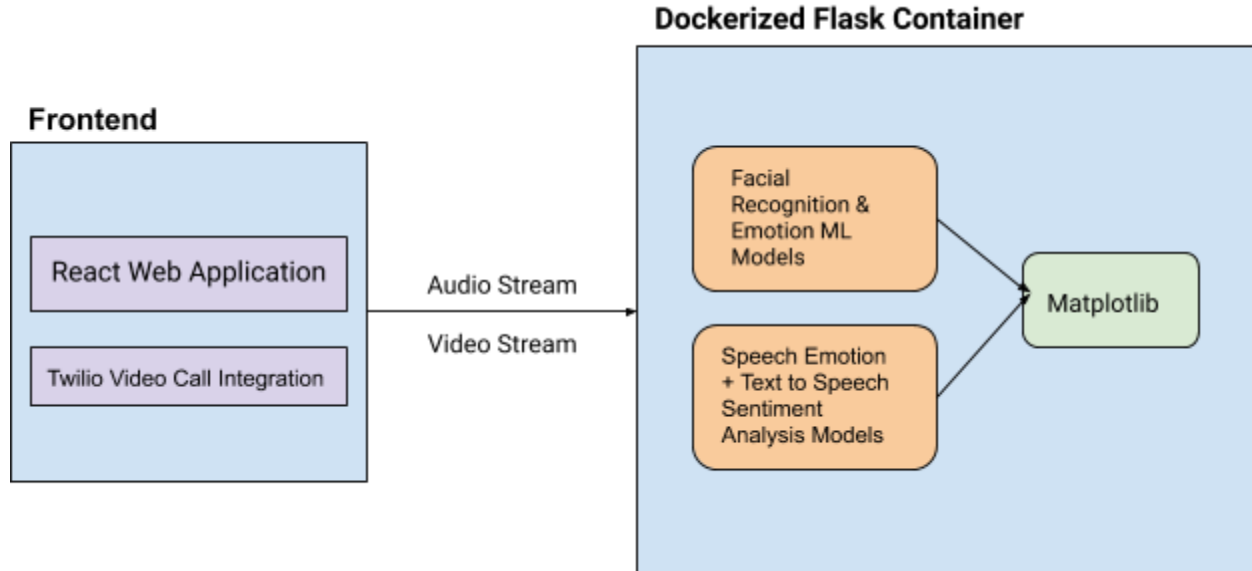 Dockerized Flask Container
Frontend
React Web Application
Twilio Video Call Integration
Audio Stream
Video Stream
Facial
Recognition &
Emotion ML
Models
Speech Emotion
+ Text to Speech
Sentiment
Analysis Models
Matplotlib